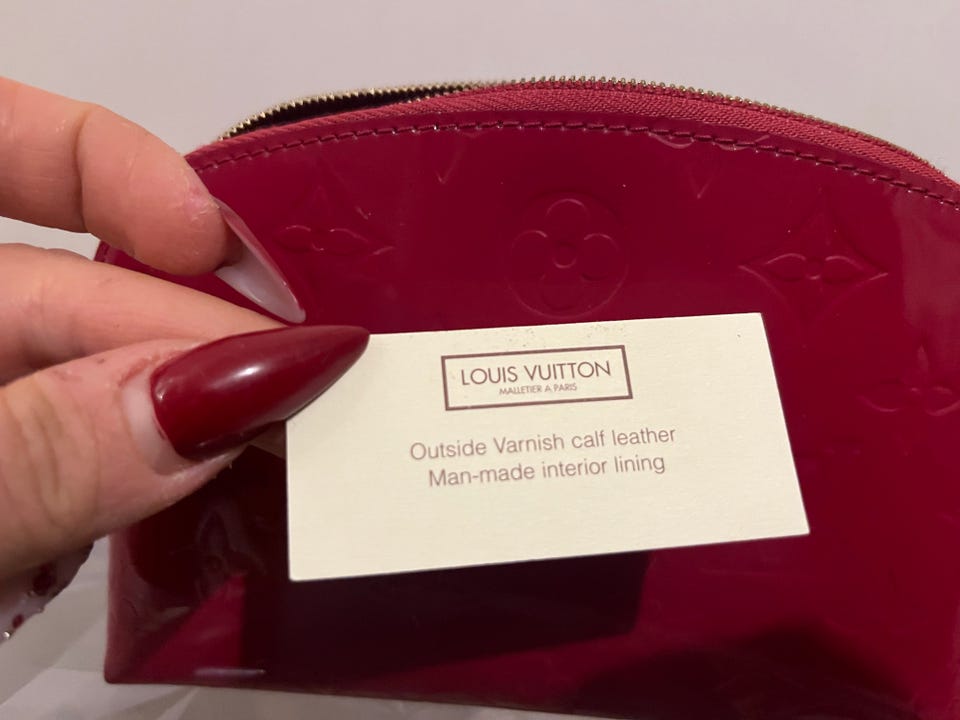 LOUIS VUITTON
MALLETIER A PARIS
Outside Varnish calf leather
Man-made interior lining